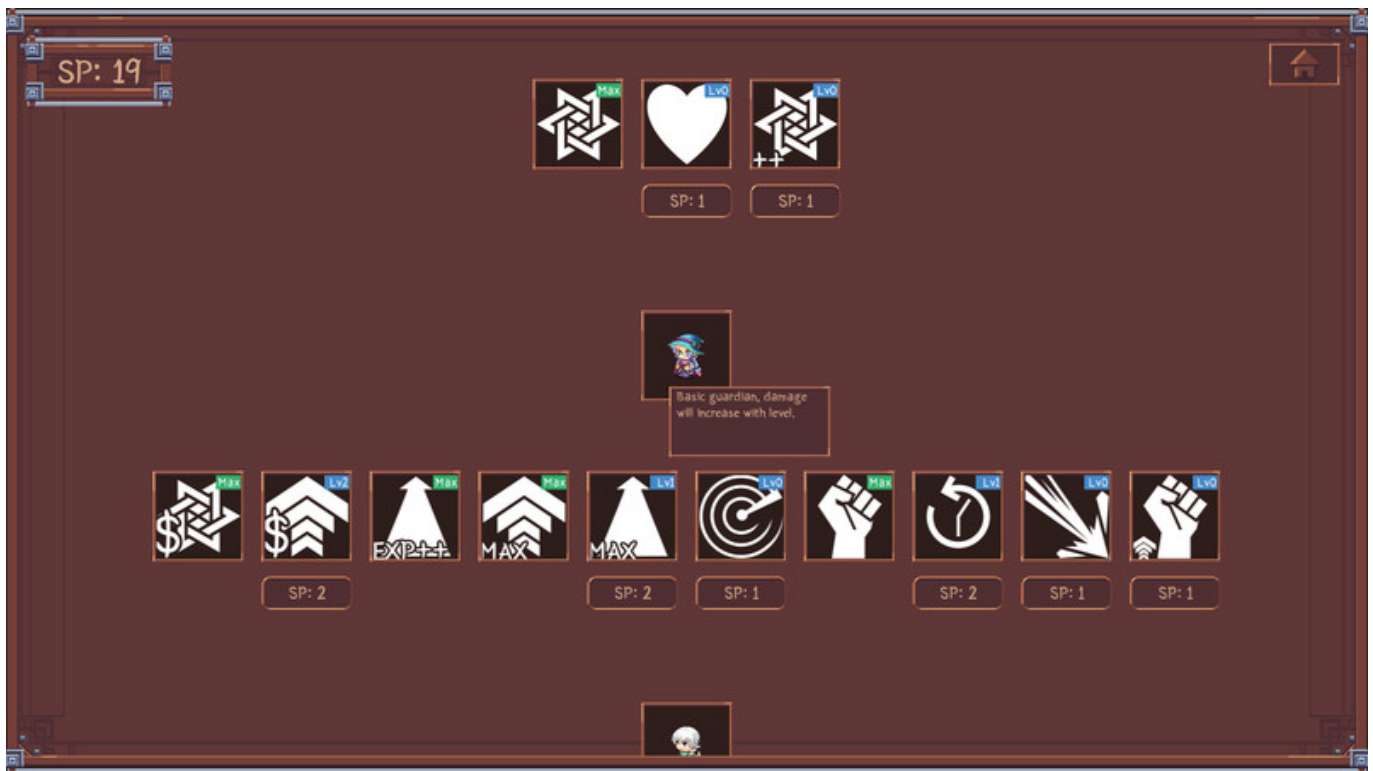 SP: 19
Max
Lv0
Lv0
++
SP: 1
SP: 1
Basic guardian, damage
will increase with level.
Max
Lv2
Max
Max
Lv1
Lv0
Max
Lv1
Lv0
Lv0
$
$
EXP++
MAX
MAX
SP: 2
SP: 2
SP: 1
SP: 2
SP: 1
SP: 1